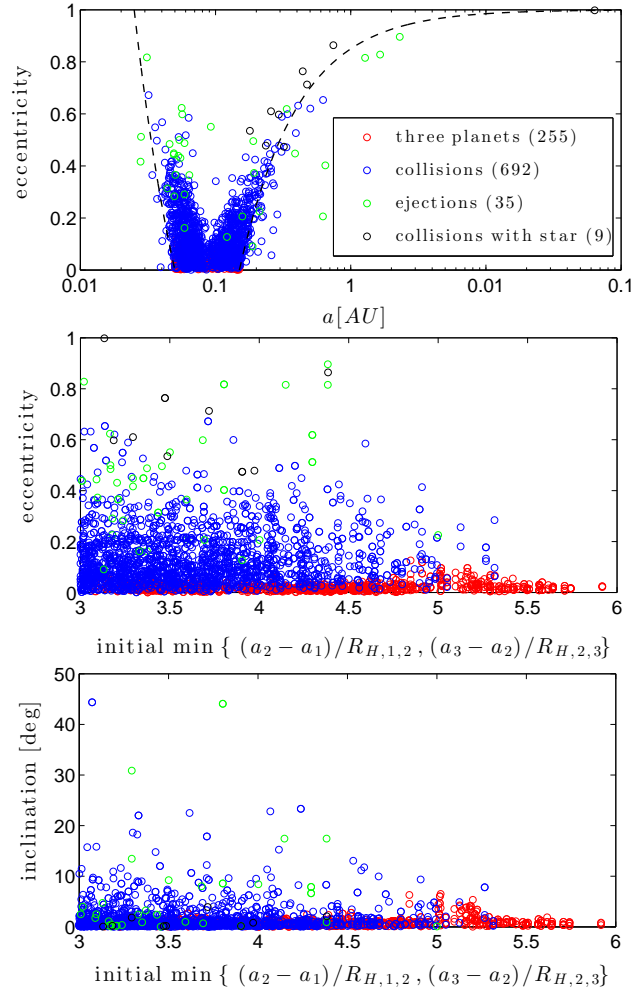 eccentricity
1
0.8
0.6
0.4
0.2
0
three planets (255)
collisions (692)
ejections (35)
collisions with star (9)
0.01 0.1 1 0.01 0.1
a[AU]
eccentricity
1
0.8
0.6
0.4
0.2
0
3 3.5 4 4.5 5 5.5 6
initial min { (a₂ − a₁)/R_{H,1,2} , (a₃ − a₂)/R_{H,2,3}}
inclination [deg]
50
40
30
20
10
0
3 3.5 4 4.5 5 5.5 6
initial min { (a₂ − a₁)/R_{H,1,2} , (a₃ − a₂)/R_{H,2,3}}